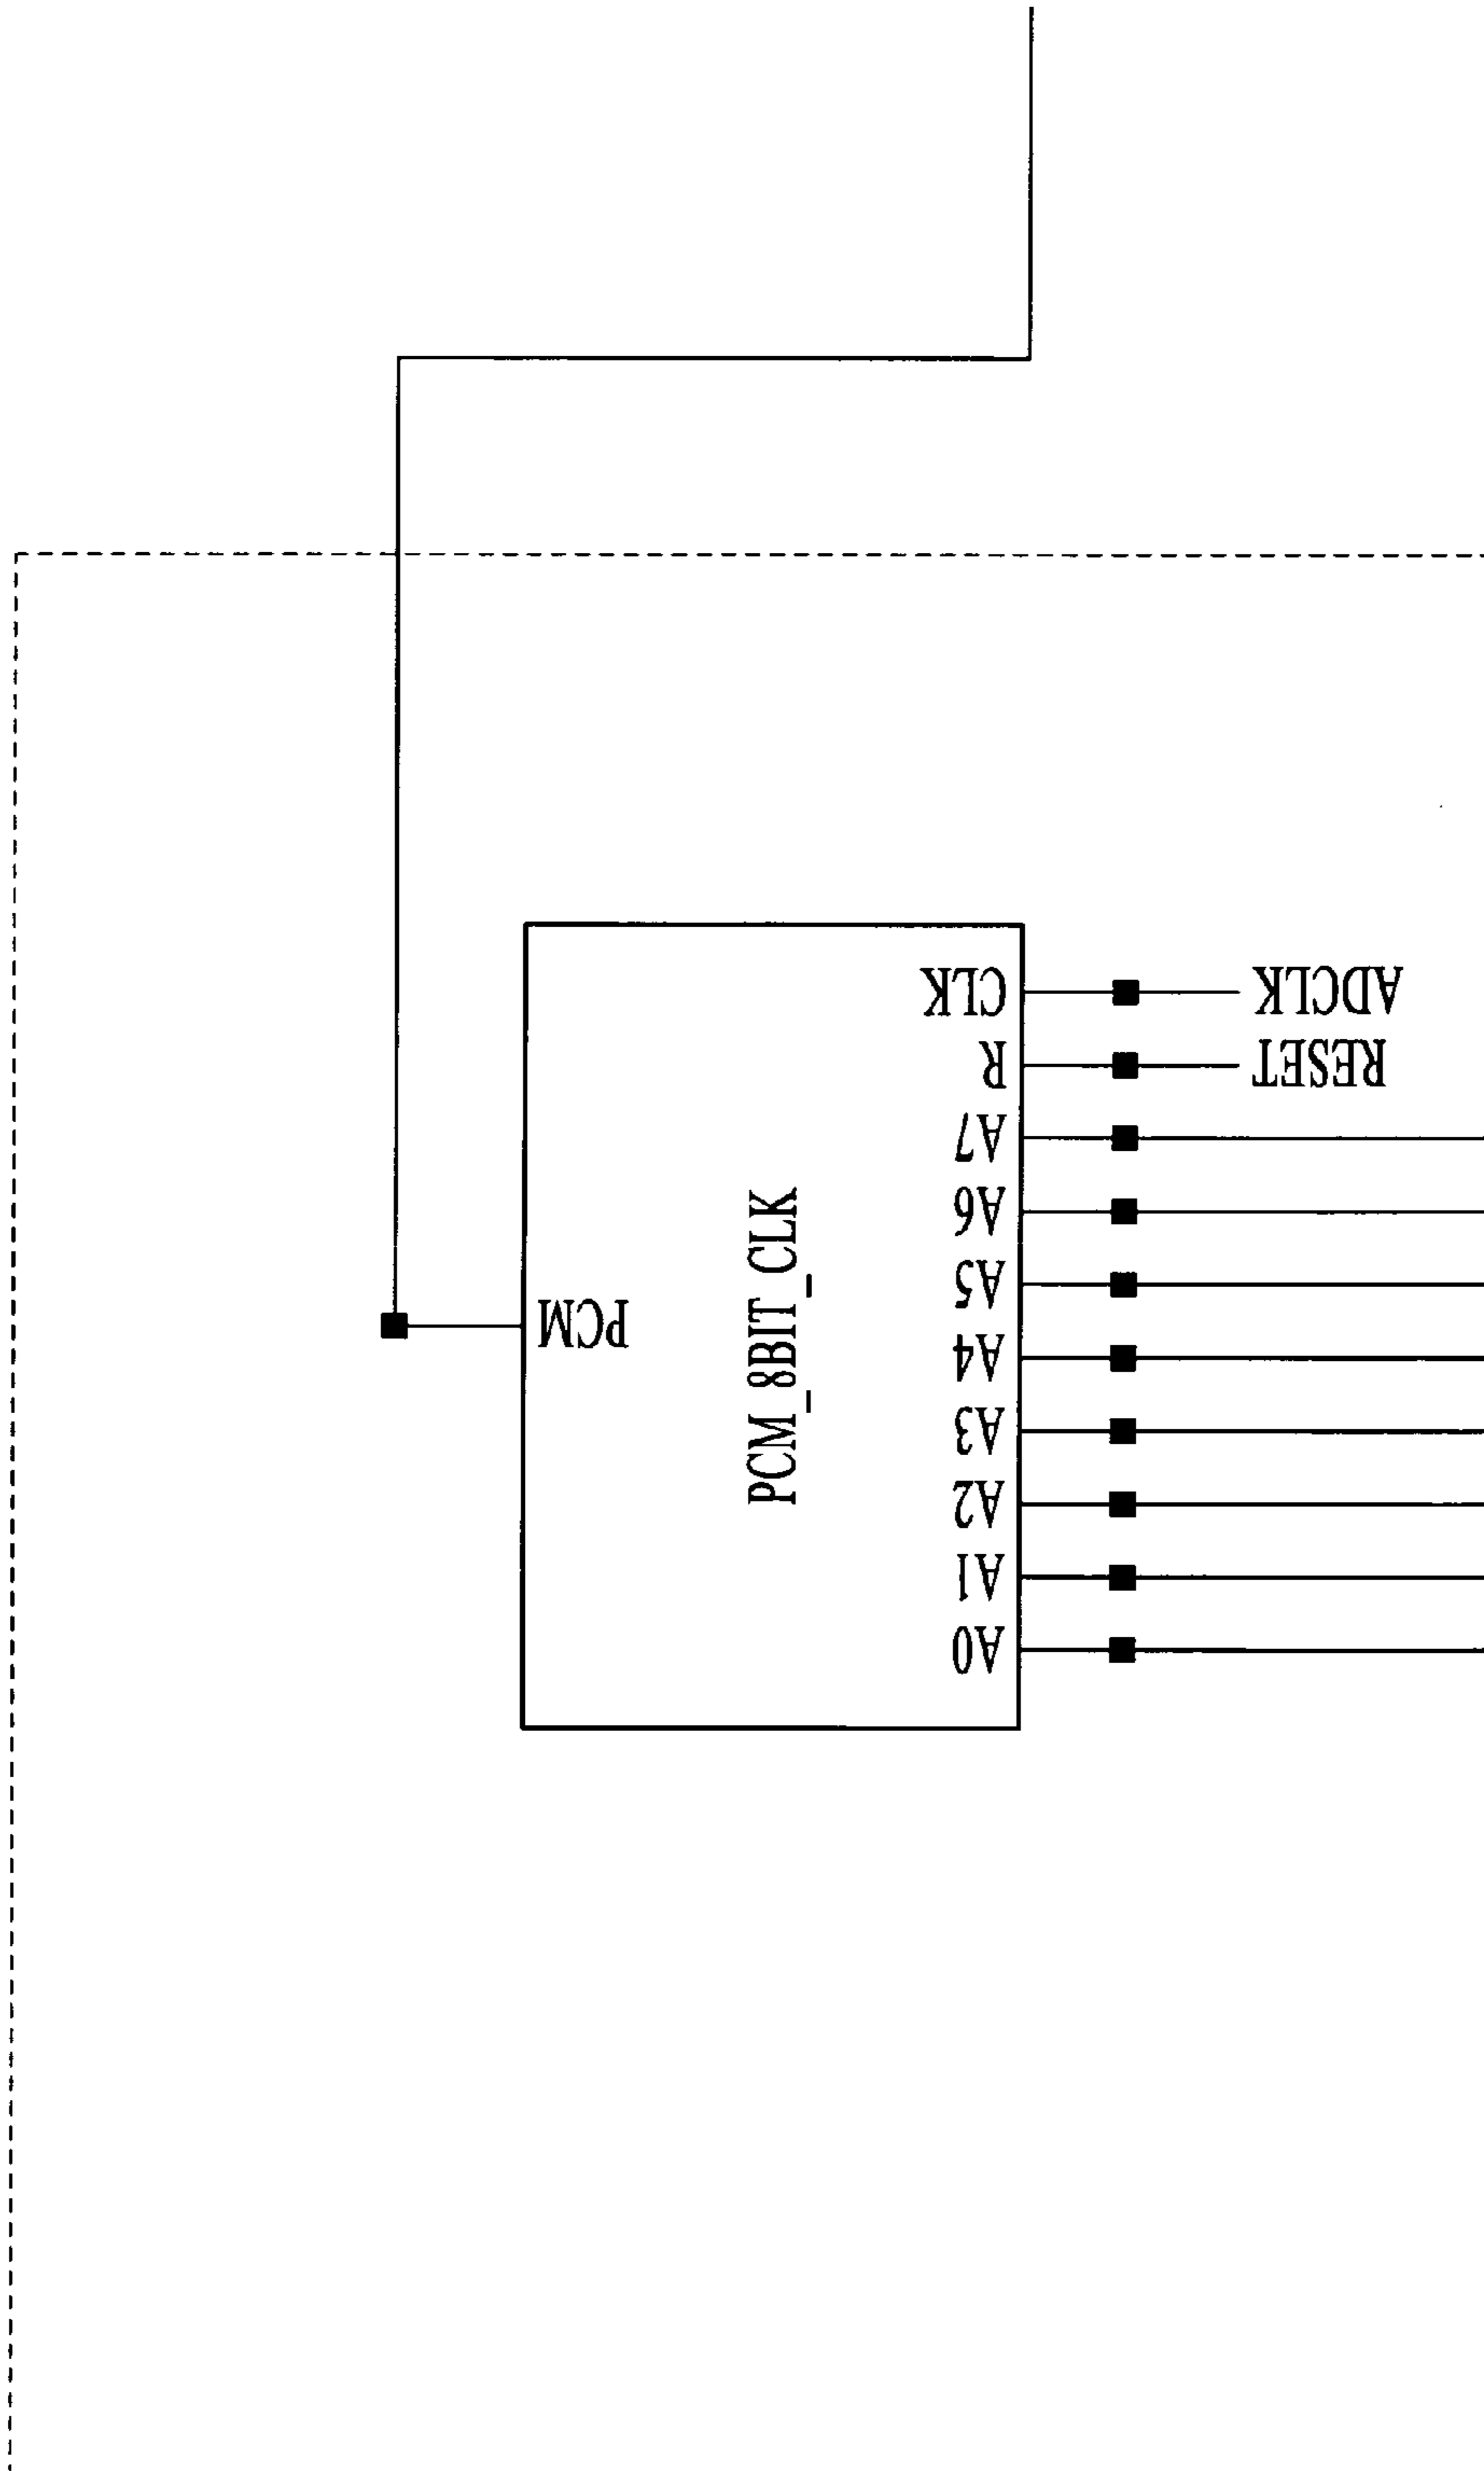 CLK
ADCLK
R
RESET
A7
A6
A5
PCM
PCM_8BIT_CLK
A4
A3
A2
A1
A0